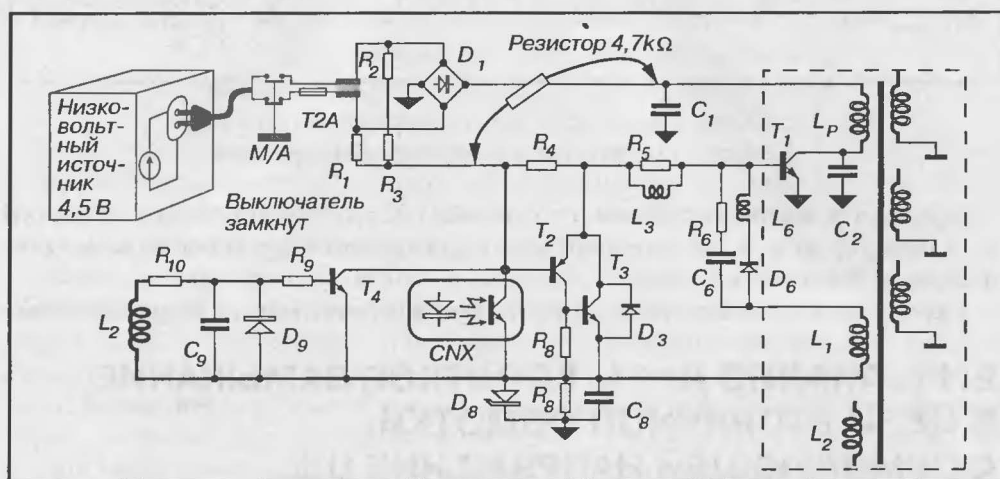 Низко-
вольт-
ный
источ-
ник
4,5 В
M/A
T2A
Выключатель
замкнут
R2
D1
R1
R3
Резистор 4,7kΩ
C1
R4
R5
L3
T1
LP
C2
L6
R6
C6
D6
R10
R9
T4
T2
T3
L2
C9
D9
CNX
R8
D3
D8
R8
C8
L1
L2